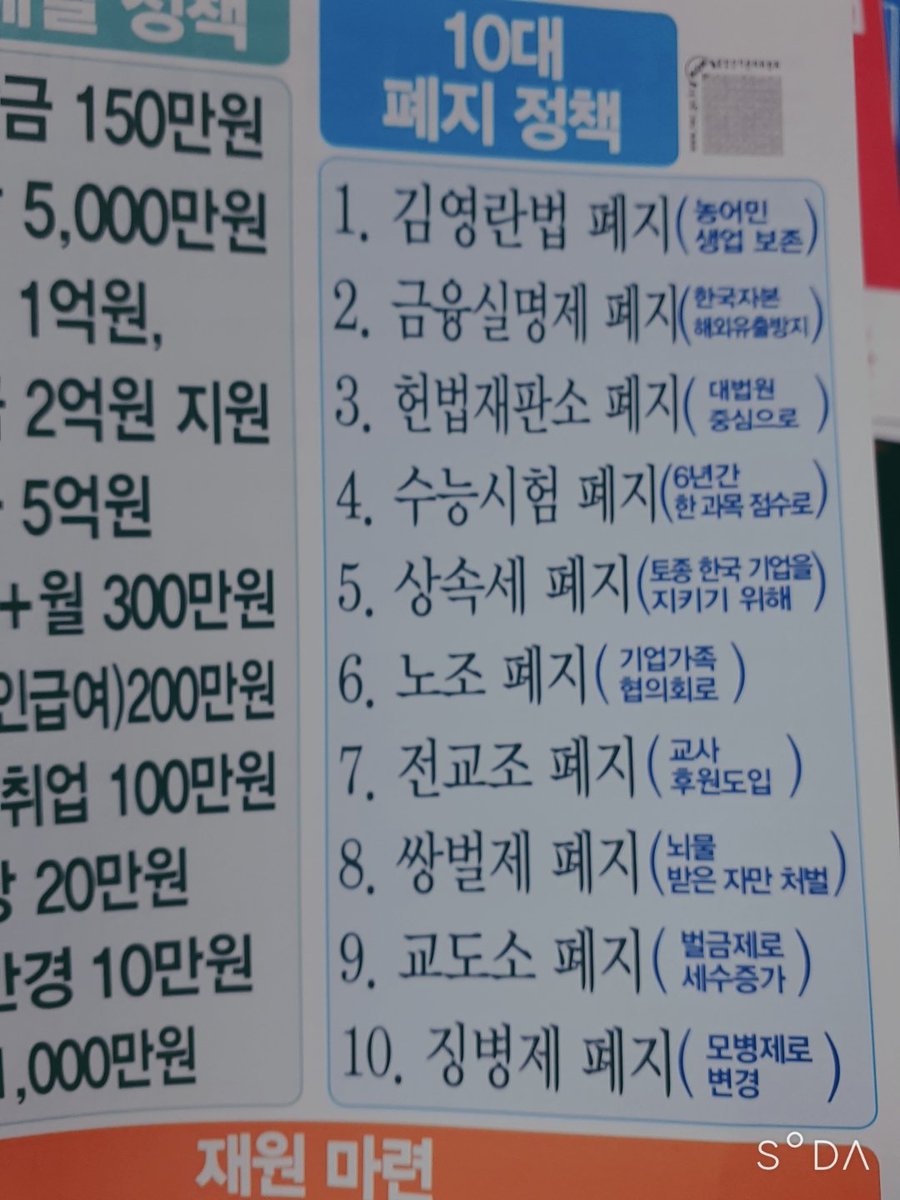 정책
금 150만원
5,000만원
1억원,
2억원 지원
5억원
+월 300만원
인급여)200만원
취업 100만원
20만원
안경 10만원
1,000만원
10대
폐지 정책
1. 김영란법 폐지(농어민
생업 보존)
2. 금융실명제 폐지(한국자본
해외유출방지)
3. 헌법재판소 폐지(대법원
중심으로)
4. 수능시험 폐지(6년간
한 과목 점수로)
5. 상속세 폐지(토종 한국 기업을
지키기 위해)
6. 노조 폐지(기업가족
협의회로)
7. 전교조 폐지(교사
후원도입)
8. 쌍벌제 폐지(뇌물
받은 자만 처벌)
9. 교도소 폐지(벌금제로
세수증가)
10. 징병제 폐지(모병제로
변경)
재원 마련
SODA